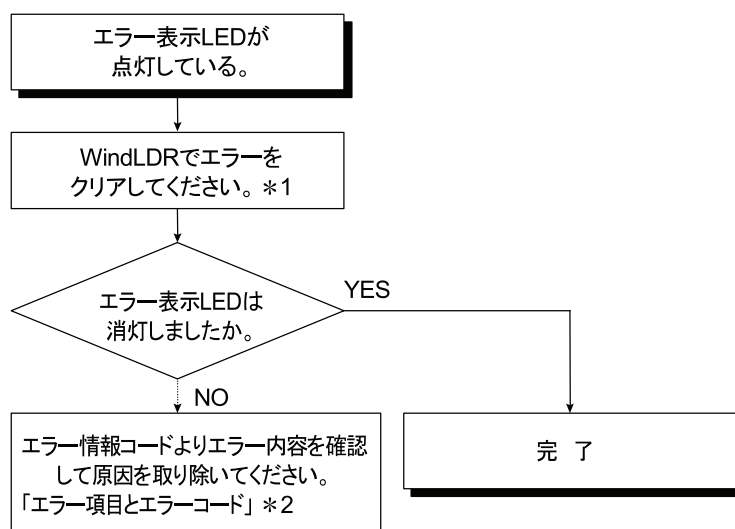 エラー表示LEDが
点灯している。
WindLDRでエラーを
クリアしてください。＊1
エラー表示LEDは
消灯しましたか。
YES
NO
エラー情報コードよりエラー内容を確認
して原因を取り除いてください。
「エラー項目とエラーコード」＊2
完 了